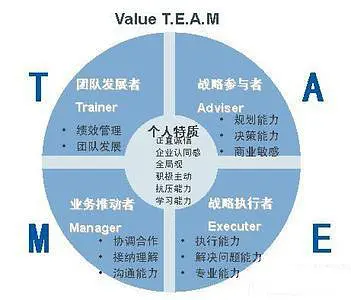 Value T.E.A.M
T
A
团队发展者
Trainer
• 绩效管理
• 团队发展
战略参与者
Adviser
• 规划能力
• 决策能力
• 商业敏感
个人特质
正直诚信
企业认同感
全局观
积极主动
抗压能力
学习能力
业务推动者
Manager
• 协调合作
• 接纳理解
• 沟通能力
战略执行者
Executer
• 执行能力
• 解决问题能力
• 专业能力
M
E